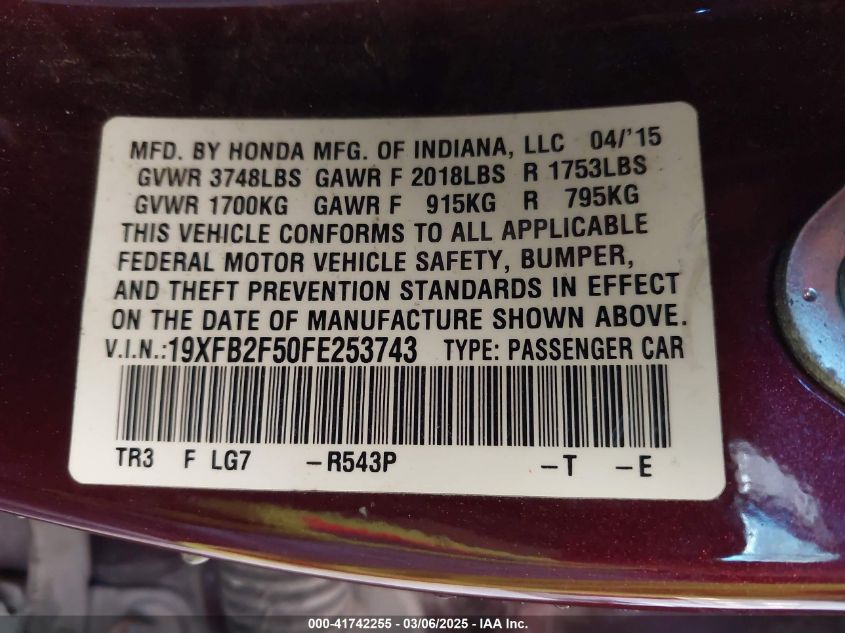 MFD. BY HONDA MFG. OF INDIANA, LLC 04/'15
GVWR 3748LBS GAWR F 2018LBS R 1753LBS
GVWR 1700KG GAWR F 915KG R 795KG
THIS VEHICLE CONFORMS TO ALL APPLICABLE
FEDERAL MOTOR VEHICLE SAFETY, BUMPER,
AND THEFT PREVENTION STANDARDS IN EFFECT
ON THE DATE OF MANUFACTURE SHOWN ABOVE.
V.I.N.:19XFB2F50FE253743 TYPE: PASSENGER CAR
TR3 F LG7 -R543P -T -E
000-41742255 - 03/06/2025 - IAA Inc.